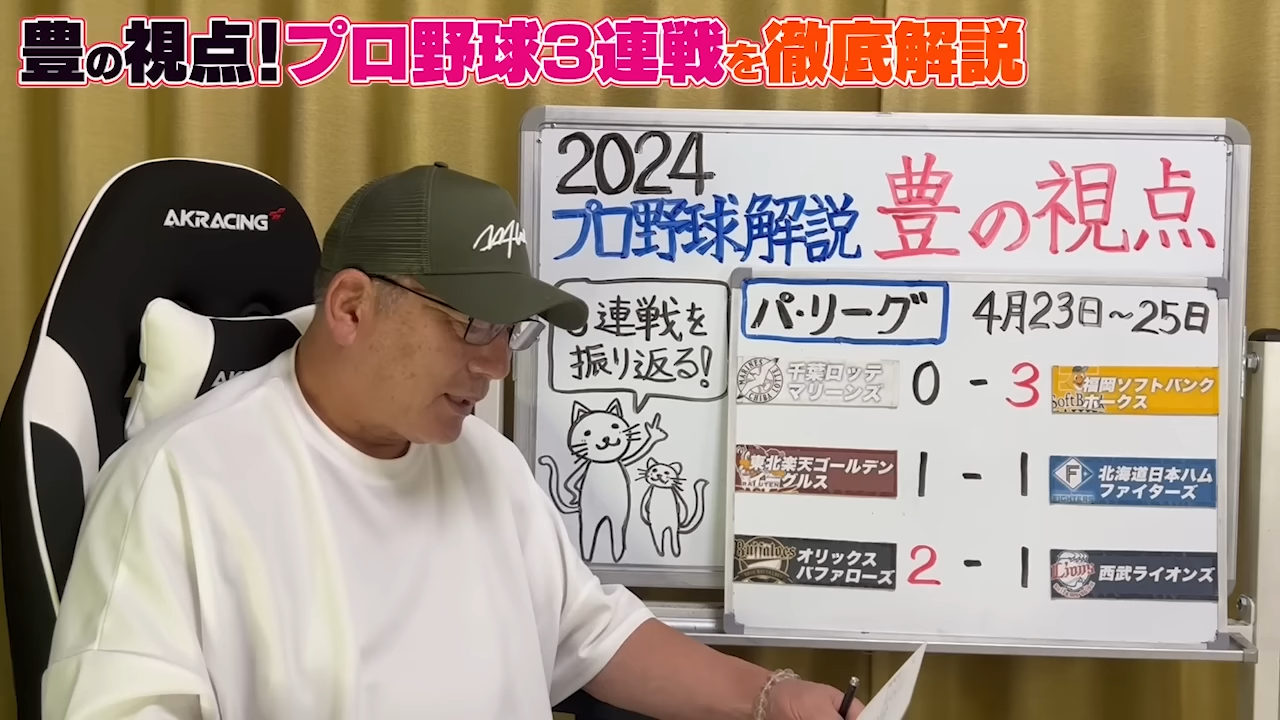 豊の視点!プロ野球3連戦を徹底解説
AKRACING
2024
プロ野球解説 豊の視点
連戦を
振り返る!
パ・リーグ 4月23日~25日
千葉ロッテ
マリーンズ
0 - 3
福岡ソフトバンク
ホークス
東北楽天ゴールデン
グルス
1 - 1
F
北海道日本ハム
ファイターズ
FIGHTERS
Buffaloes
オリックス
バファローズ
2 - 1
Lions
西武ライオンズ